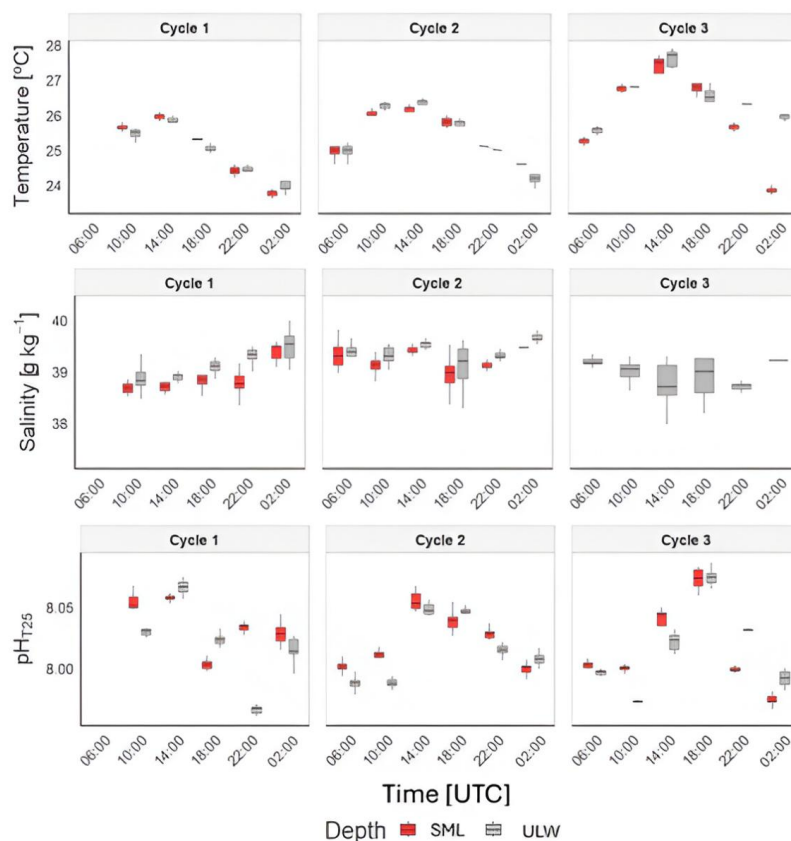 Cycle 1 Cycle 2 Cycle 3
Temperature [ºC]
28
27
26
25
24
06:00 10:00 14:00 18:00 22:00 02:00 06:00 10:00 14:00 18:00 22:00 02:00 06:00 10:00 14:00 18:00 22:00 02:00
Cycle 1 Cycle 2 Cycle 3
Salinity [g kg⁻¹]
40
39
38
06:00 10:00 14:00 18:00 22:00 02:00 06:00 10:00 14:00 18:00 22:00 02:00 06:00 10:00 14:00 18:00 22:00 02:00
Cycle 1 Cycle 2 Cycle 3
pH_T25
8.05
8.00
06:00 10:00 14:00 18:00 22:00 02:00 06:00 10:00 14:00 18:00 22:00 02:00 06:00 10:00 14:00 18:00 22:00 02:00
Time [UTC]
Depth SML ULW